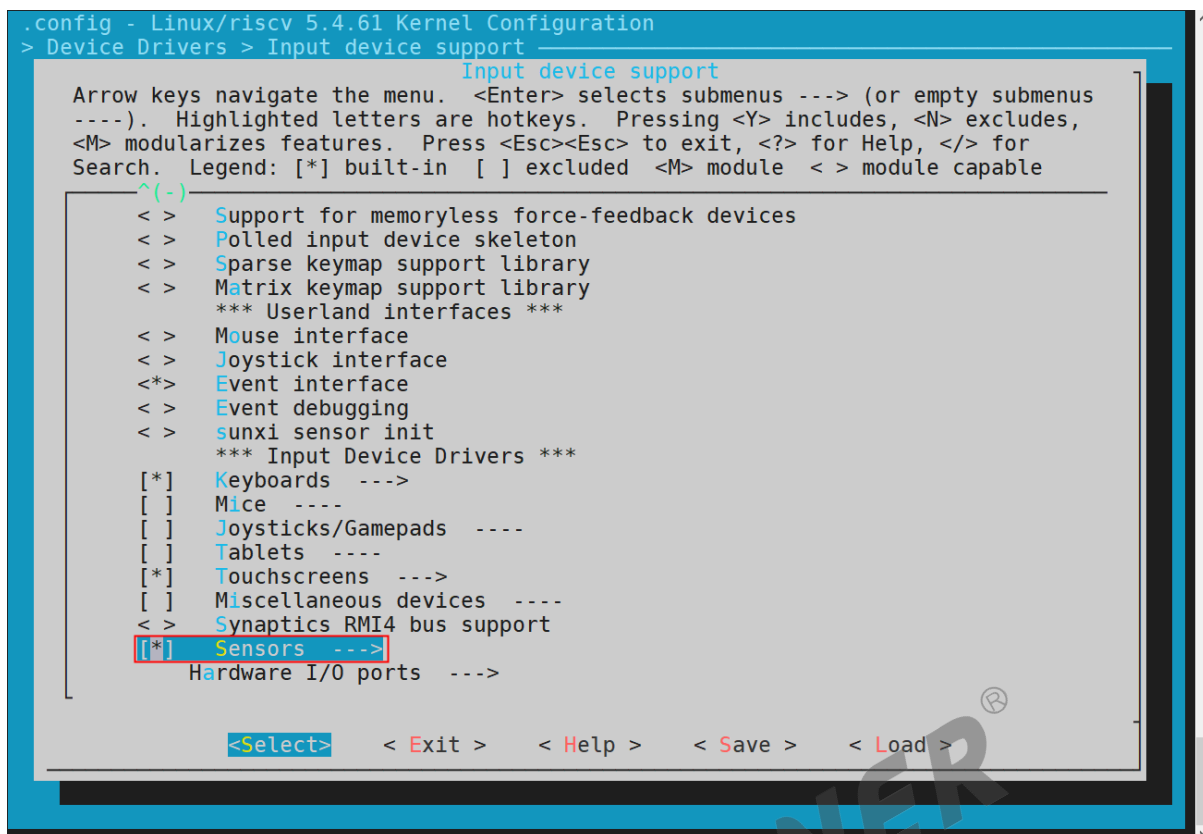 .config - Linux/riscv 5.4.61 Kernel Configuration
> Device Drivers > Input device support
Input device support
Arrow keys navigate the menu.  <Enter> selects submenus ---> (or empty submenus
----).  Highlighted letters are hotkeys.  Pressing <Y> includes, <N> excludes,
<M> modularizes features.  Press <Esc><Esc> to exit, <?> for Help, </> for
Search.  Legend: [*] built-in  [ ] excluded  <M> module  < > module capable
^(-)
< >   Support for memoryless force-feedback devices
< >   Polled input device skeleton
< >   Sparse keymap support library
< >   Matrix keymap support library
*** Userland interfaces ***
< >   Mouse interface
< >   Joystick interface
<*>   Event interface
< >   Event debugging
< >   sunxi sensor init
*** Input Device Drivers ***
[*]   Keyboards  --->
[ ]   Mice  ----
[ ]   Joysticks/Gamepads  ----
[ ]   Tablets  ----
[*]   Touchscreens  --->
[ ]   Miscellaneous devices  ----
< >   Synaptics RMI4 bus support
[*]   Sensors  --->
Hardware I/O ports  --->
<Select>    < Exit >    < Help >    < Save >    < Load >